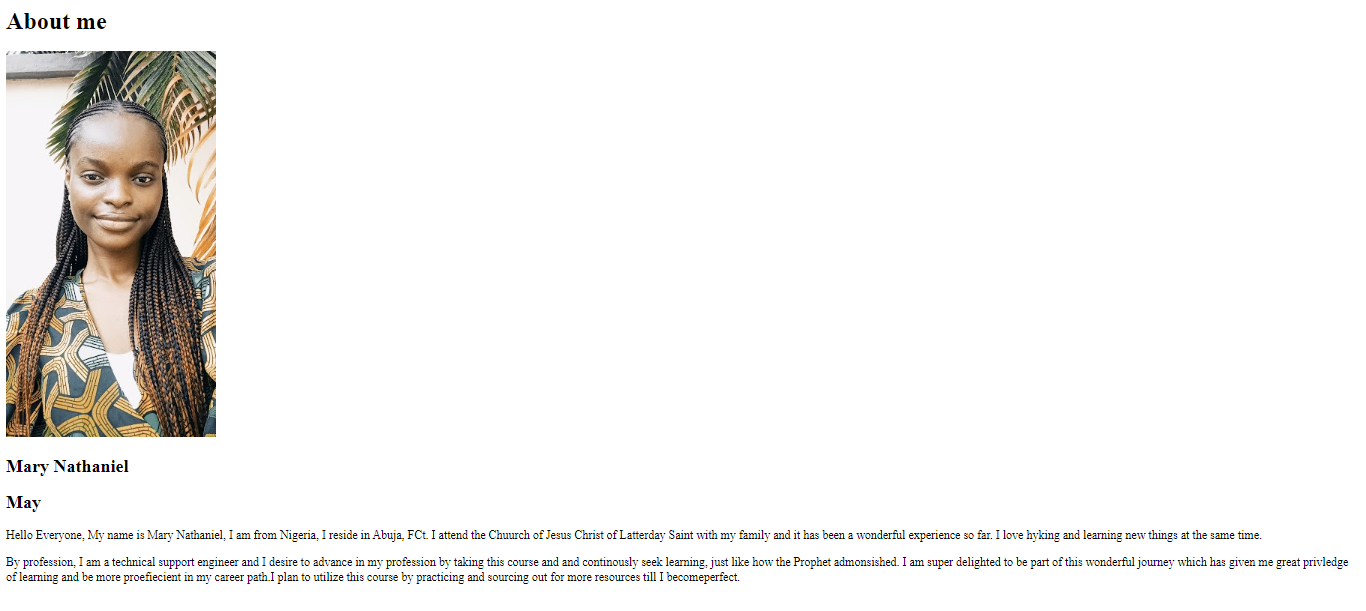 About me
Mary Nathaniel
May
Hello Everyone, My name is Mary Nathaniel, I am from Nigeria, I reside in Abuja, FCt. I attend the Chuurch of Jesus Christ of Latterday Saint with my family and it has been a wonderful experience so far. I love hyking and learning new things at the same time.
By profession, I am a technical support engineer and I desire to advance in my profession by taking this course and and continously seek learning, just like how the Prophet admonsished. I am super delighted to be part of this wonderful journey which has given me great privledge
of learning and be more proefiecient in my career path.I plan to utilize this course by practicing and sourcing out for more resources till I becomeperfect.